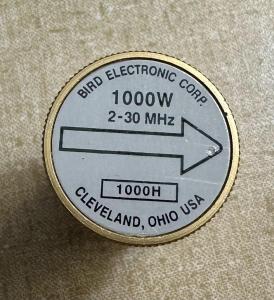 BIRD ELECTRONIC CORP.
1000W
2-30 MHz
1000H
CLEVELAND, OHIO USA